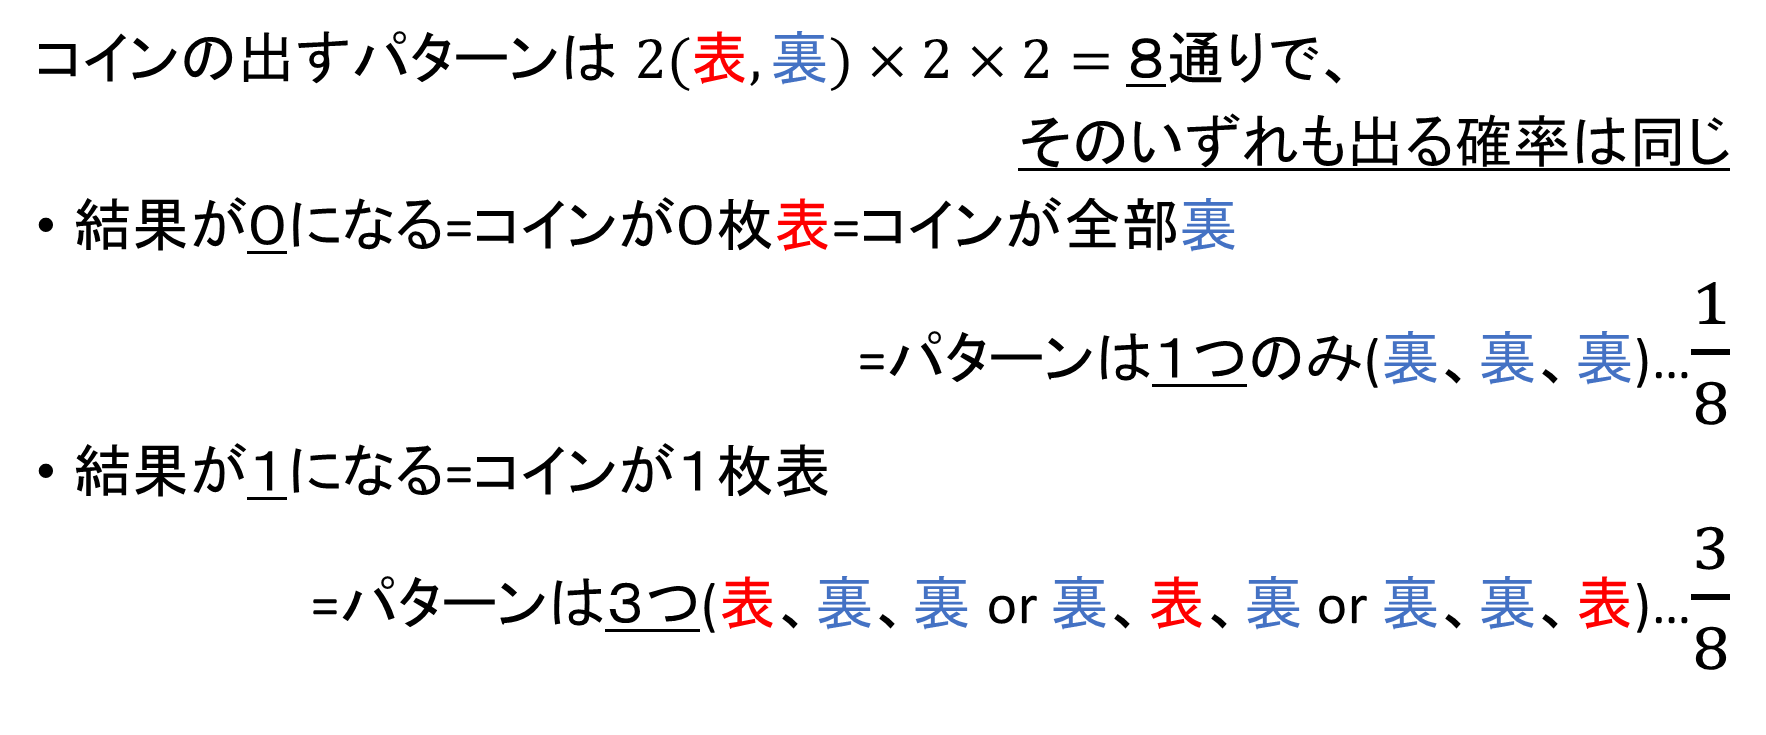 コインの出すパターンは 2(表,裏) × 2 × 2 = 8通りで、
そのいずれも出る確率は同じ
• 結果が0になる=コインが0枚表=コインが全部裏
=パターンは1つのみ(裏、裏、裏)…1/8
• 結果が1になる=コインが1枚表
=パターンは3つ(表、裏、裏 or 裏、表、裏 or 裏、裏、表)…3/8